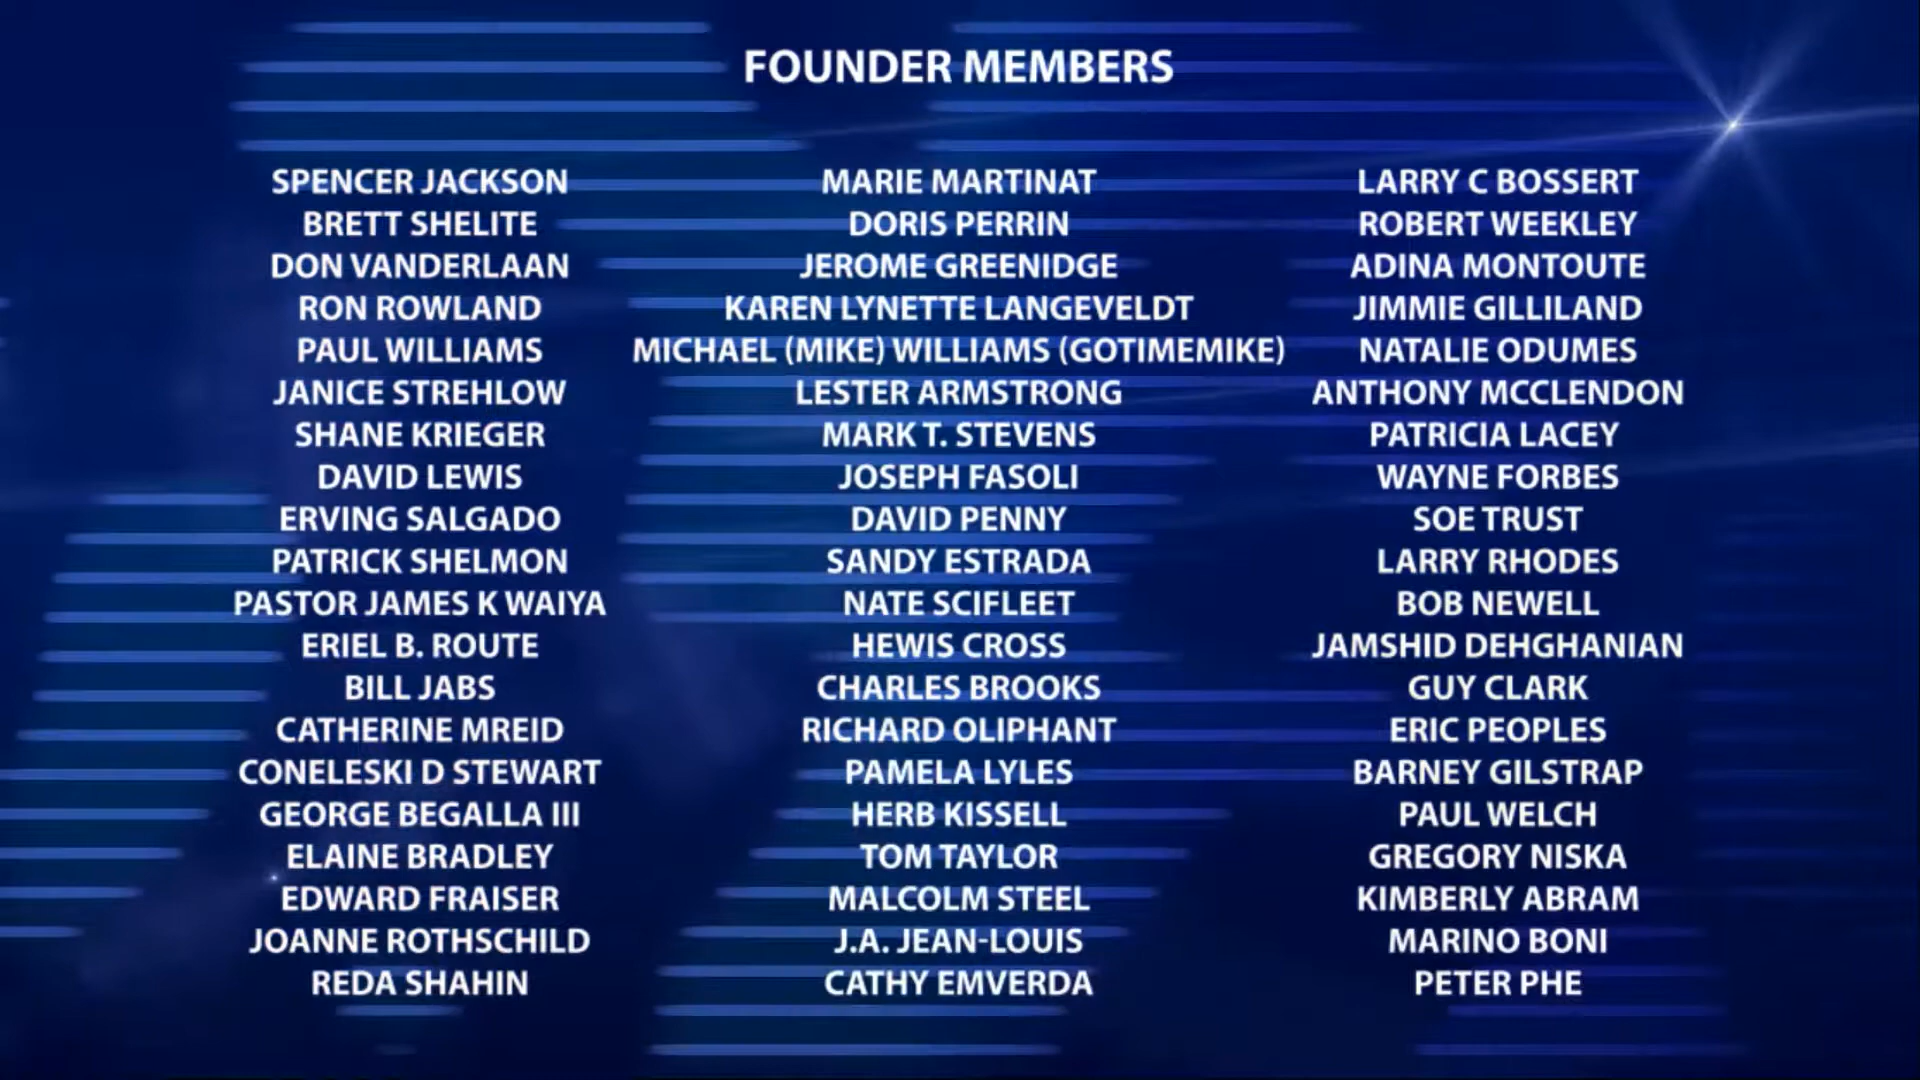 FOUNDER MEMBERS
SPENCER JACKSON
BRETT SHELITE
DON VANDERLAAN
RON ROWLAND
PAUL WILLIAMS
JANICE STREHLOW
SHANE KRIEGER
DAVID LEWIS
ERVING SALGADO
PATRICK SHELMON
PASTOR JAMES K WAIYA
ERIEL B. ROUTE
BILL JABS
CATHERINE MREID
CONELESKI D STEWART
GEORGE BEGALLA III
ELAINE BRADLEY
EDWARD FRAISER
JOANNE ROTHSCHILD
REDA SHAHIN
MARIE MARTINAT
DORIS PERRIN
JEROME GREENIDGE
KAREN LYNETTE LANGEVELDT
MICHAEL (MIKE) WILLIAMS (GOTIMEMIKE)
LESTER ARMSTRONG
MARK T. STEVENS
JOSEPH FASOLI
DAVID PENNY
SANDY ESTRADA
NATE SCIFLEET
HEWIS CROSS
CHARLES BROOKS
RICHARD OLIPHANT
PAMELA LYLES
HERB KISSELL
TOM TAYLOR
MALCOLM STEEL
J.A. JEAN-LOUIS
CATHY EMVERDA
LARRY C BOSSERT
ROBERT WEEKLEY
ADINA MONTOUTE
JIMMIE GILLILAND
NATALIE ODUMES
ANTHONY MCCLENDON
PATRICIA LACEY
WAYNE FORBES
SOE TRUST
LARRY RHODES
BOB NEWELL
JAMSHID DEHGHANIAN
GUY CLARK
ERIC PEOPLES
BARNEY GILSTRAP
PAUL WELCH
GREGORY NISKA
KIMBERLY ABRAM
MARINO BONI
PETER PHE